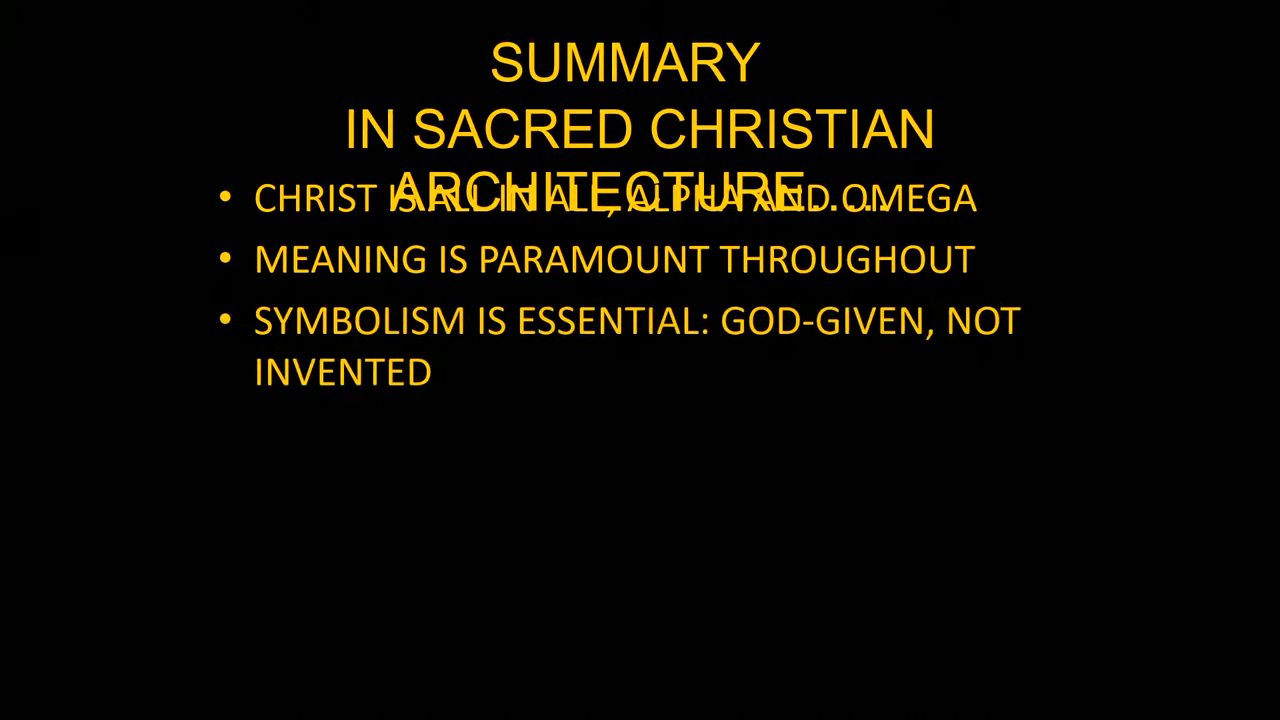 SUMMARY
IN SACRED CHRISTIAN
ARCHITECTURE.....
• CHRIST IS ALL IN ALL, ALPHA AND OMEGA
• MEANING IS PARAMOUNT THROUGHOUT
• SYMBOLISM IS ESSENTIAL: GOD-GIVEN, NOT
INVENTED